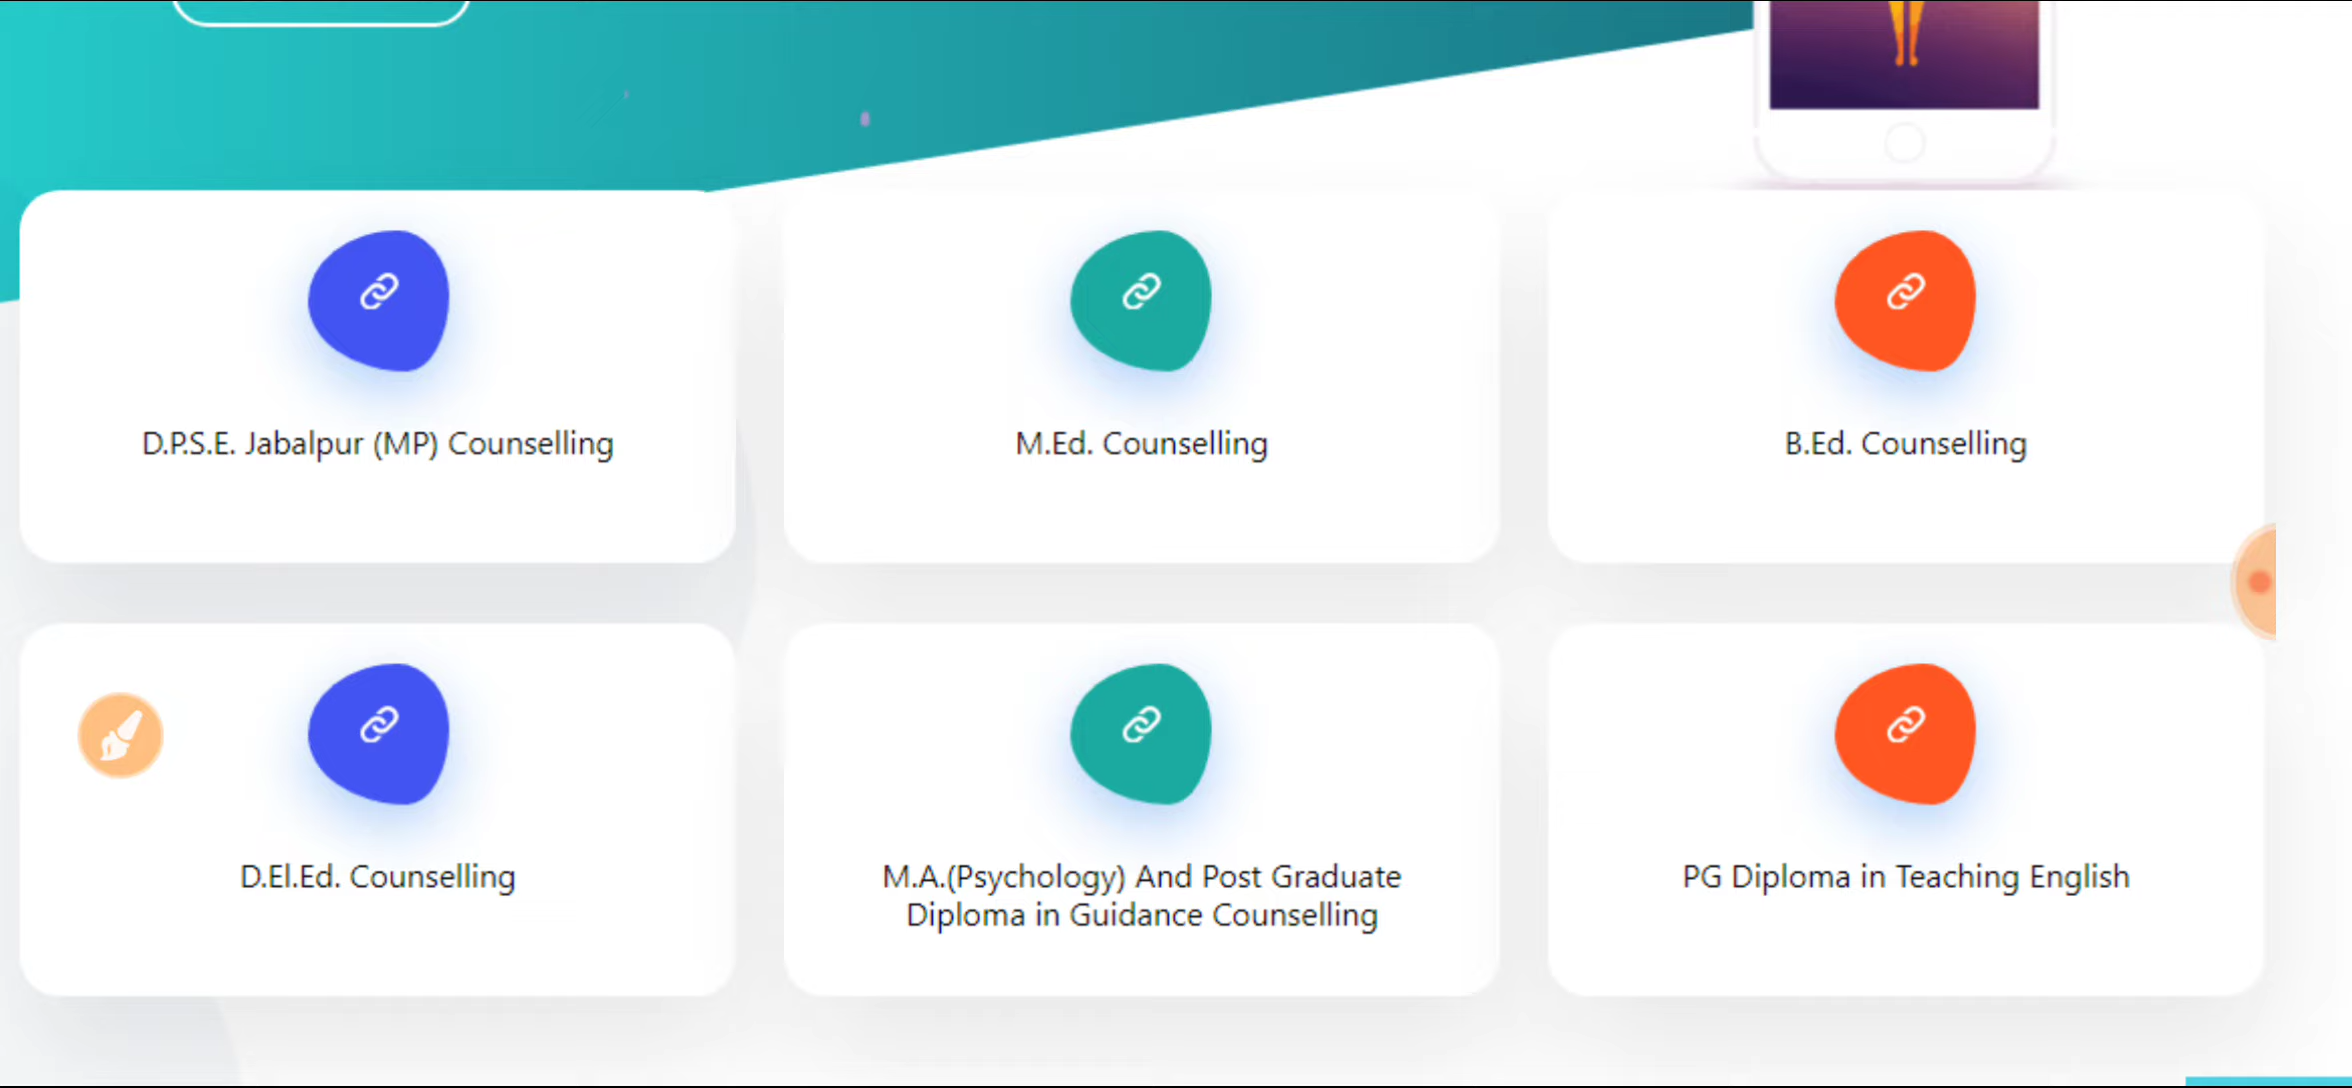 D.P.S.E. Jabalpur (MP) Counselling
M.Ed. Counselling
B.Ed. Counselling
D.El.Ed. Counselling
M.A.(Psychology) And Post Graduate
Diploma in Guidance Counselling
PG Diploma in Teaching English